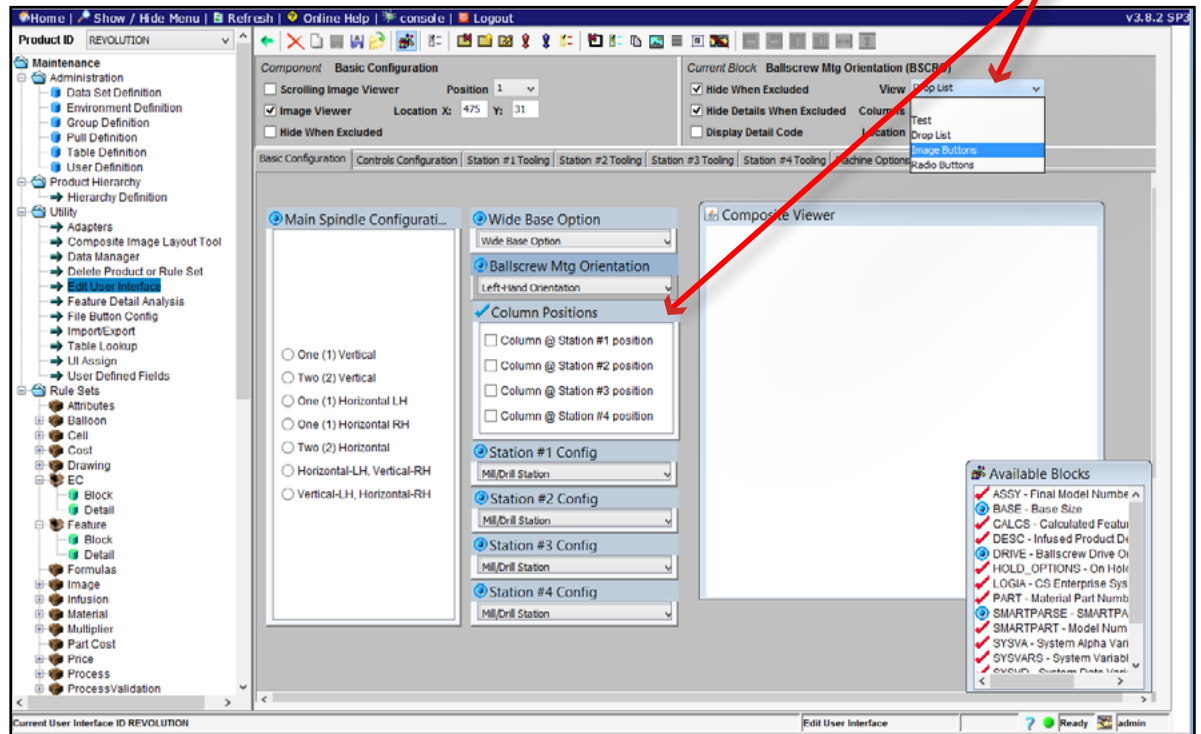 Home | Show / Hide Menu | Refresh | Online Help | console | Logout
v3.8.2 SP3
Product ID REVOLUTION
Maintenance
Administration
Data Set Definition
Environment Definition
Group Definition
Pull Definition
Table Definition
User Definition
Product Hierarchy
Hierarchy Definition
Utility
Adapters
Composite Image Layout Tool
Data Manager
Delete Product or Rule Set
Edit User Interface
Feature Detail Analysis
File Button Config
Import/Export
Table Lookup
UI Assign
User Defined Fields
Rule Sets
Attributes
Balloon
Cell
Cost
Drawing
EC
Block
Detail
Feature
Block
Detail
Formulas
Image
Infusion
Material
Multiplier
Part Cost
Price
Process
ProcessValidation
Component Basic Configuration
Scrolling Image Viewer Position 1
Image Viewer Location X: 475 Y: 31
Hide When Excluded
Current Block Ballscrew Mtg Orientation
Hide When Excluded View Drop List
Hide Details When Excluded Columns
Display Detail Code Location
Test
Drop List
Image Buttons
Radio Buttons
Basic Configuration Controls Configuration Station #1 Tooling Station #2 Tooling Station #3 Tooling Station #4 Tooling Machine Options
Main Spindle Configurati...
One (1) Vertical
Two (2) Vertical
One (1) Horizontal LH
One (1) Horizontal RH
Two (2) Horizontal
Horizontal-LH, Vertical-RH
Vertical-LH, Horizontal-RH
Wide Base Option
Wide Base Option
Ballscrew Mtg Orientation
Left-Hand Orientation
Column Positions
Column @ Station #1 position
Column @ Station #2 position
Column @ Station #3 position
Column @ Station #4 position
Station #1 Config
Mill/Drill Station
Station #2 Config
Mill/Drill Station
Station #3 Config
Mill/Drill Station
Station #4 Config
Mill/Drill Station
Composite Viewer
Available Blocks
ASSY - Final Model Numbe
BASE - Base Size
CALCS - Calculated Featur
DESC - Infused Product De
DRIVE - Ballscrew Drive O
HOLD_OPTIONS - On Hol
LOGIA - CS Enterprise Sys
PART - Material Part Numb
SMARTPARSE - SMARTPA
SMARTPART - Model Num
SYSVA - System Alpha Vari
SYSVARS - System Variabl
SYSVD - System Date Vari
Current User Interface ID REVOLUTION
Edit User Interface
Ready
admin